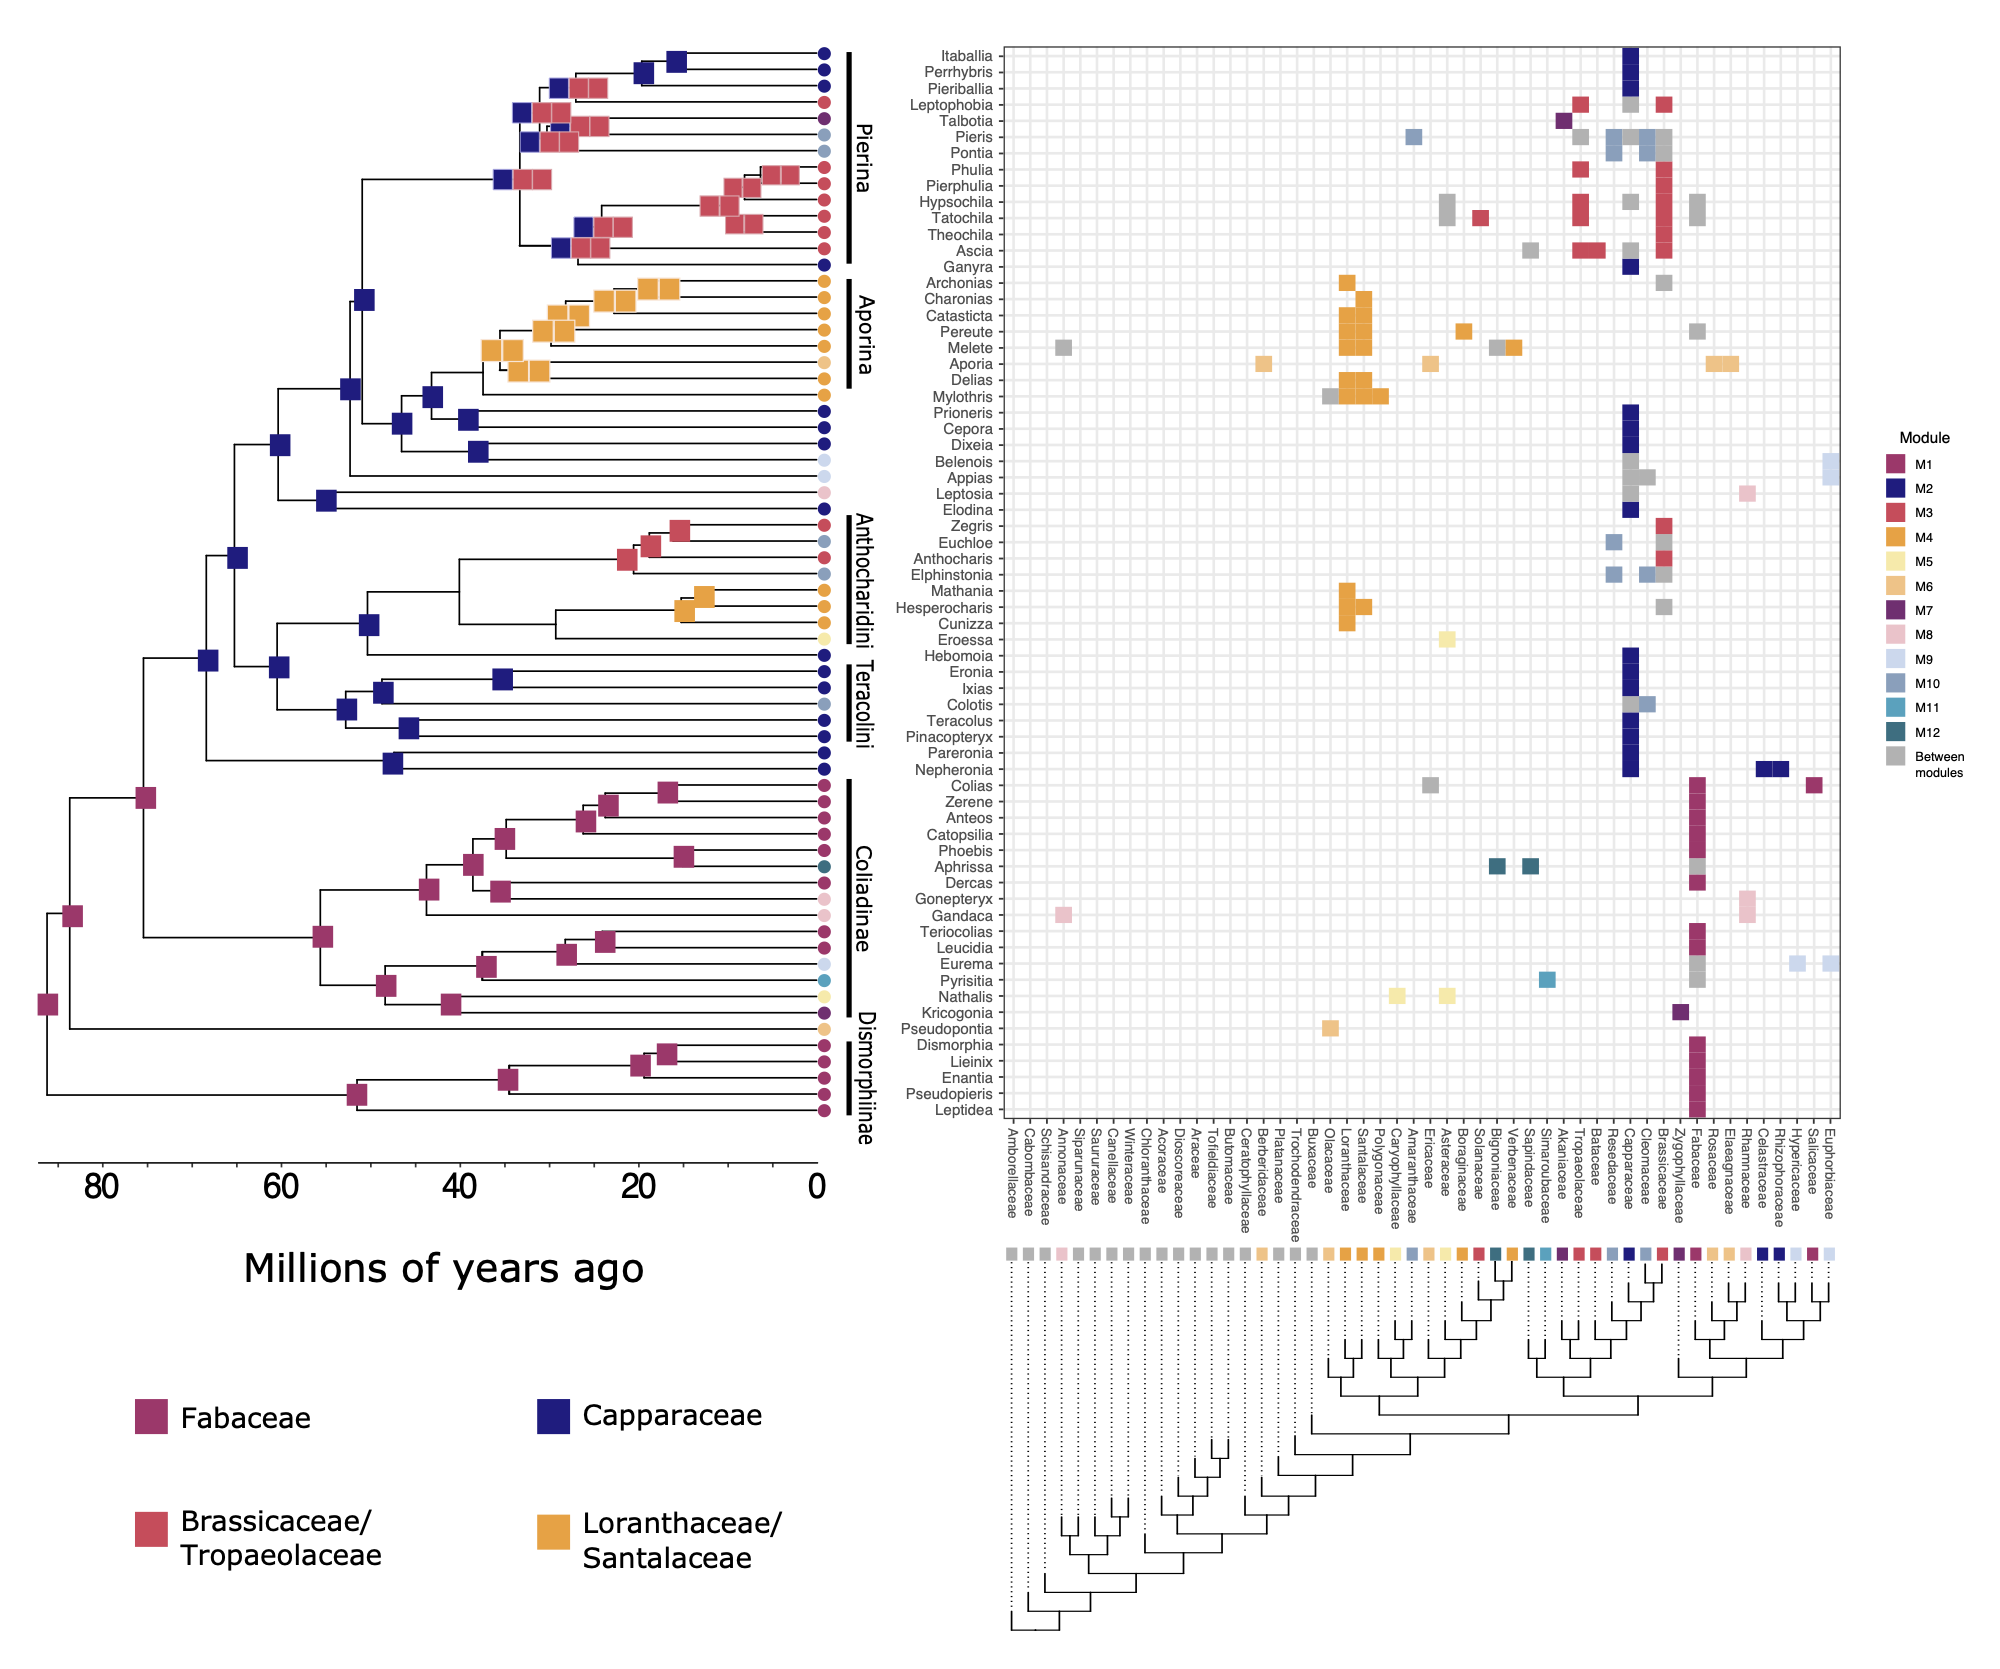 Pierina
Aporina
Anthocharidini
Teracolini
Coliadinae
Dismorphiinae
80 60 40 20 0
Millions of years ago
Fabaceae
Capparaceae
Brassicaceae/
Tropaeolaceae
Loranthaceae/
Santalaceae
Itaballia
Perrhybris
Pieriballia
Leptophobia
Talbotia
Pieris
Pontia
Phulia
Pierphulia
Hypsochila
Tatochila
Theochila
Ascia
Ganyra
Archonias
Charonias
Catasticta
Pereute
Melete
Aporia
Delias
Mylothris
Prioneris
Cepora
Dixeia
Belenois
Appias
Leptosia
Elodina
Zegris
Euchloe
Anthocharis
Elphinstonia
Mathania
Hesperocharis
Cunizza
Eroessa
Hebomoia
Eronia
Ixias
Colotis
Teracolus
Pinacopteryx
Pareronia
Nepheronia
Colias
Zerene
Anteos
Catopsilia
Phoebis
Aphrissa
Dercas
Gonepteryx
Gandaca
Teriocolias
Leucidia
Eurema
Pyrisitia
Nathalis
Kricogonia
Pseudopontia
Dismorphia
Lieinix
Enantia
Pseudopieris
Leptidea
Amborellaceae
Cabombaceae
Schisandraceae
Annonaceae
Siparunaceae
Saururaceae
Canellaceae
Winteraceae
Chloranthaceae
Acoraceae
Dioscoreaceae
Araceae
Tofieldiaceae
Butomaceae
Ceratophyllaceae
Berberidaceae
Platanaceae
Trochodendraceae
Buxaceae
Olacaceae
Loranthaceae
Santalaceae
Polygonaceae
Caryophyllaceae
Amaranthaceae
Ericaceae
Asteraceae
Boraginaceae
Solanaceae
Bignoniaceae
Verbenaceae
Sapindaceae
Simaroubaceae
Akaniaceae
Tropaeolaceae
Bataceae
Resedaceae
Capparaceae
Cleomaceae
Brassicaceae
Zygophyllaceae
Fabaceae
Rosaceae
Elaeagnaceae
Rhamnaceae
Celastraceae
Rhizophoraceae
Hypericaceae
Salicaceae
Euphorbiaceae
Module
M1
M2
M3
M4
M5
M6
M7
M8
M9
M10
M11
M12
Between
modules